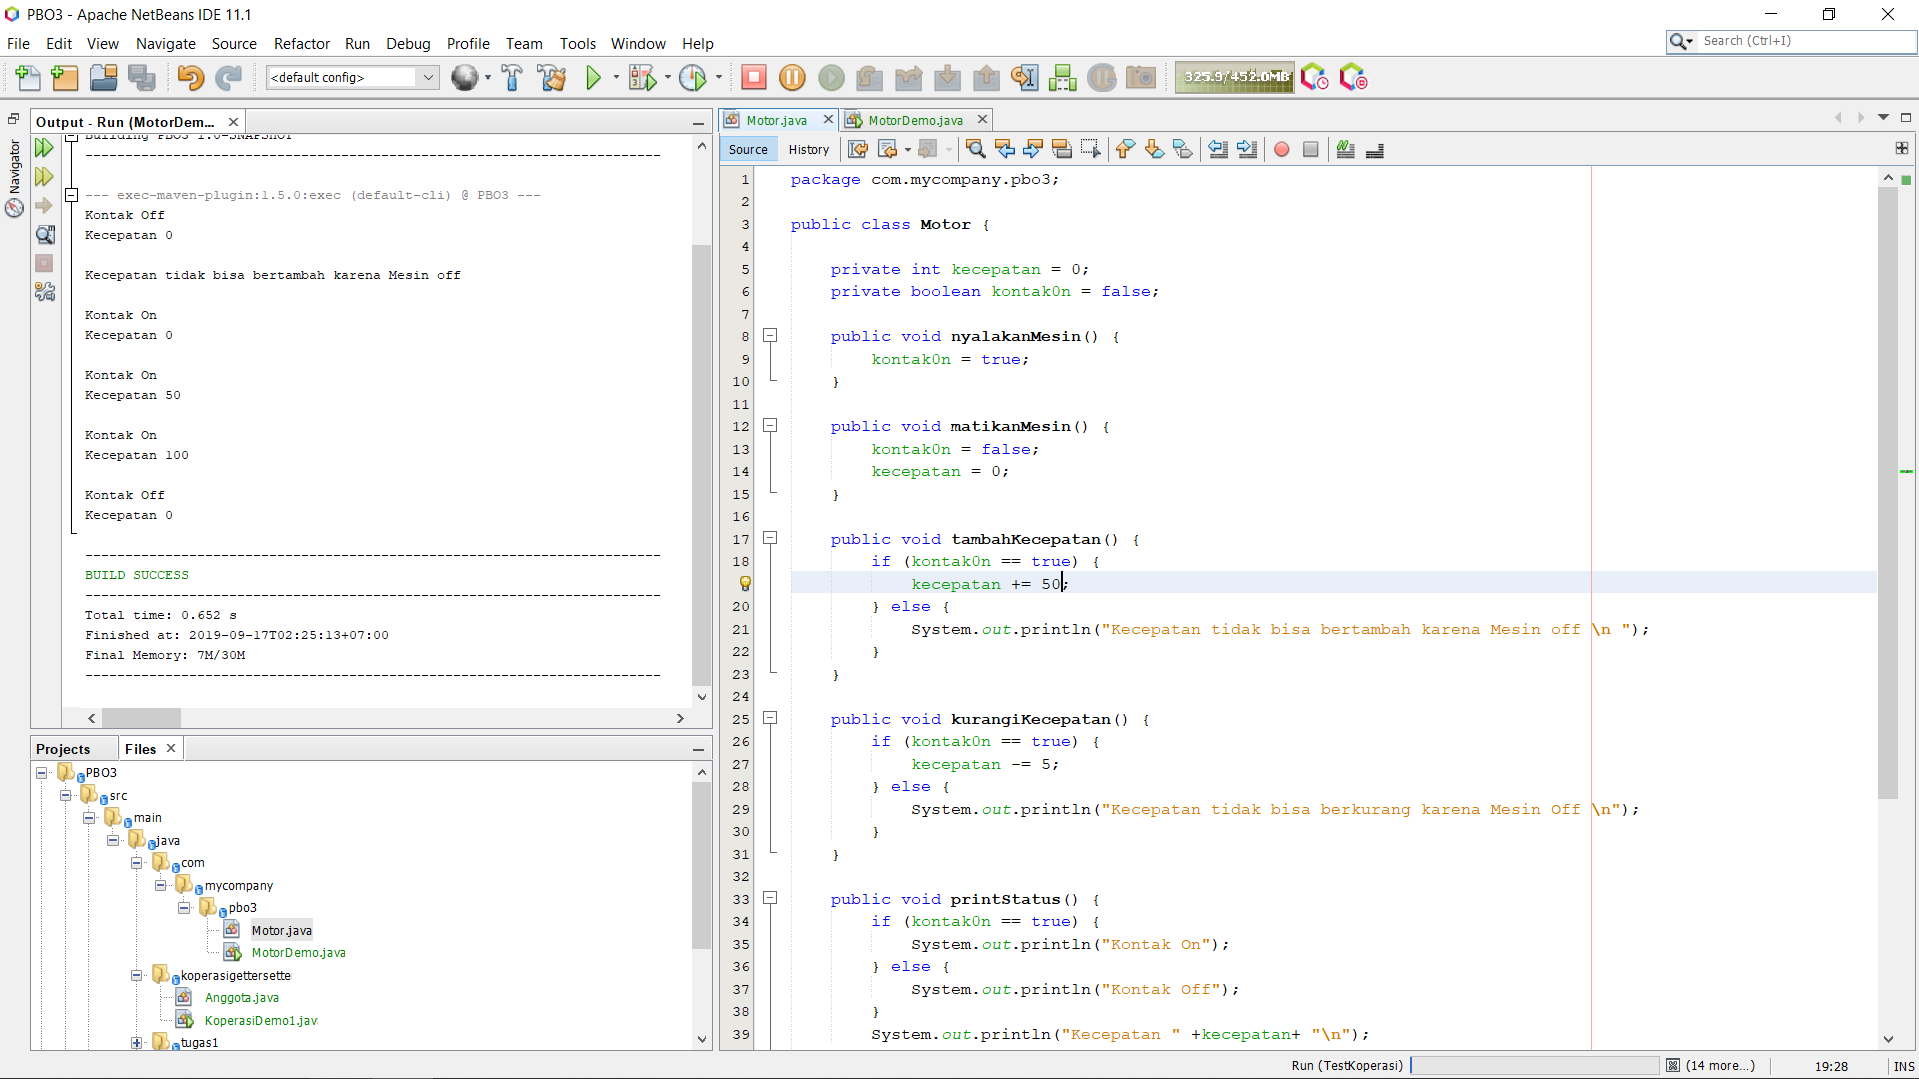 PBO3 - Apache NetBeans IDE 11.1
File Edit View Navigate Source Refactor Run Debug Profile Team Tools Window Help
Search (Ctrl+I)
<default config>
325.9/452.0MB
Navigator
Output - Run (MotorDem...
Building PBO3 1.0-SNAPSHOT
------------------------------------------------------------------------
--- exec-maven-plugin:1.5.0:exec (default-cli) @ PBO3 ---
Kontak Off
Kecepatan 0
Kecepatan tidak bisa bertambah karena Mesin off
Kontak On
Kecepatan 0
Kontak On
Kecepatan 50
Kontak On
Kecepatan 100
Kontak Off
Kecepatan 0
------------------------------------------------------------------------
BUILD SUCCESS
------------------------------------------------------------------------
Total time: 0.652 s
Finished at: 2019-09-17T02:25:13+07:00
Final Memory: 7M/30M
------------------------------------------------------------------------
Projects Files
PBO3
src
main
java
com
mycompany
pbo3
Motor.java
MotorDemo.java
koperasigettersette
Anggota.java
KoperasiDemo1.jav
tugas1
Motor.java MotorDemo.java
Source History
1 package com.mycompany.pbo3;
2
3 public class Motor {
4
5 private int kecepatan = 0;
6 private boolean kontak0n = false;
7
8 public void nyalakanMesin() {
9 kontak0n = true;
10 }
11
12 public void matikanMesin() {
13 kontak0n = false;
14 kecepatan = 0;
15 }
16
17 public void tambahKecepatan() {
18 if (kontak0n == true) {
kecepatan += 50;
20 } else {
21 System.out.println("Kecepatan tidak bisa bertambah karena Mesin off \n ");
22 }
23 }
24
25 public void kurangiKecepatan() {
26 if (kontak0n == true) {
27 kecepatan -= 5;
28 } else {
29 System.out.println("Kecepatan tidak bisa berkurang karena Mesin Off \n");
30 }
31 }
32
33 public void printStatus() {
34 if (kontak0n == true) {
35 System.out.println("Kontak On");
36 } else {
37 System.out.println("Kontak Off");
38 }
39 System.out.println("Kecepatan " +kecepatan+ "\n");
Run (TestKoperasi) (14 more...) 19:28 INS